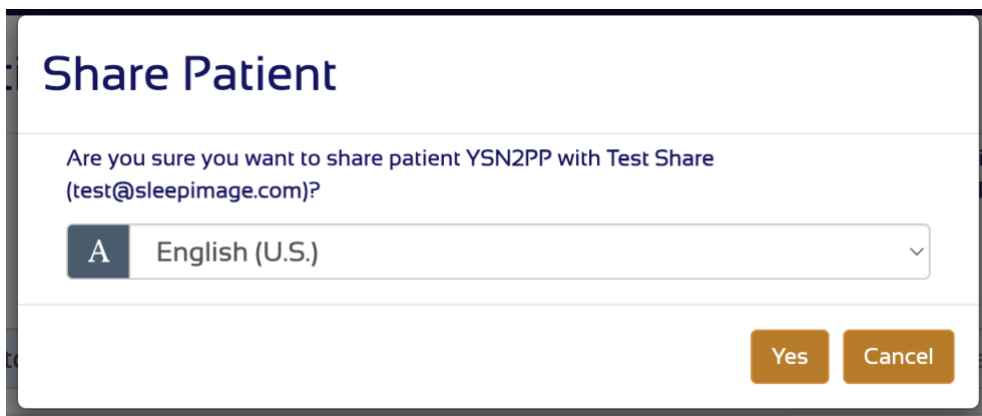 Share Patient
Are you sure you want to share patient YSN2PP with Test Share
(test@sleepimage.com)?
A English (U.S.)
Yes Cancel